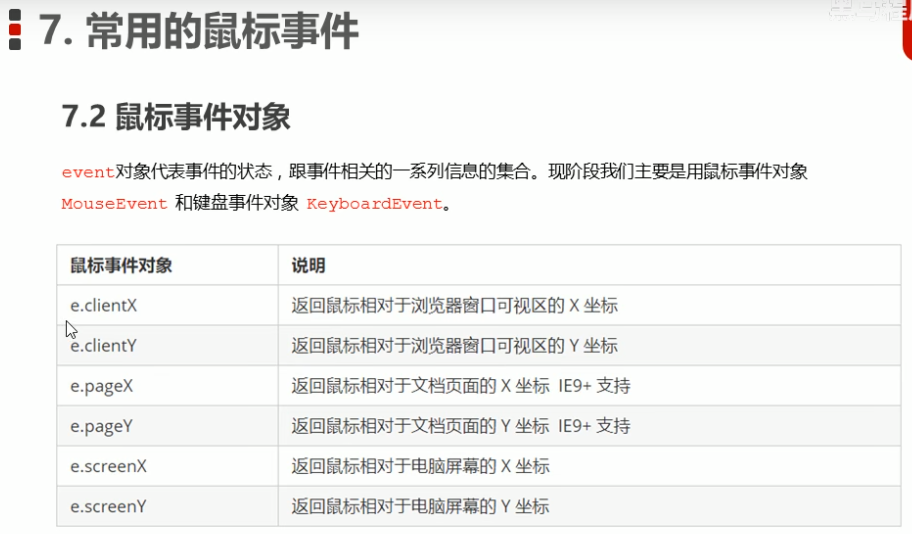 7. 常用的鼠标事件
7.2 鼠标事件对象
event对象代表事件的状态，跟事件相关的一系列信息的集合。现阶段我们主要是用鼠标事件对象
MouseEvent 和键盘事件对象 KeyboardEvent。
鼠标事件对象 说明
e.clientX 返回鼠标相对于浏览器窗口可视区的 X 坐标
e.clientY 返回鼠标相对于浏览器窗口可视区的 Y 坐标
e.pageX 返回鼠标相对于文档页面的 X 坐标 IE9+ 支持
e.pageY 返回鼠标相对于文档页面的 Y 坐标 IE9+ 支持
e.screenX 返回鼠标相对于电脑屏幕的 X 坐标
e.screenY 返回鼠标相对于电脑屏幕的 Y 坐标